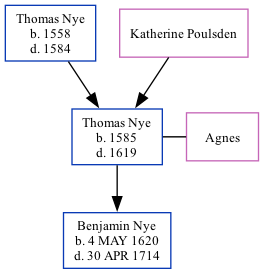 Thomas Nye
b. 1558
d. 1584
Katherine Poulsden
Thomas Nye
b. 1585
d. 1619
Agnes
Benjamin Nye
b. 4 MAY 1620
d. 30 APR 1714